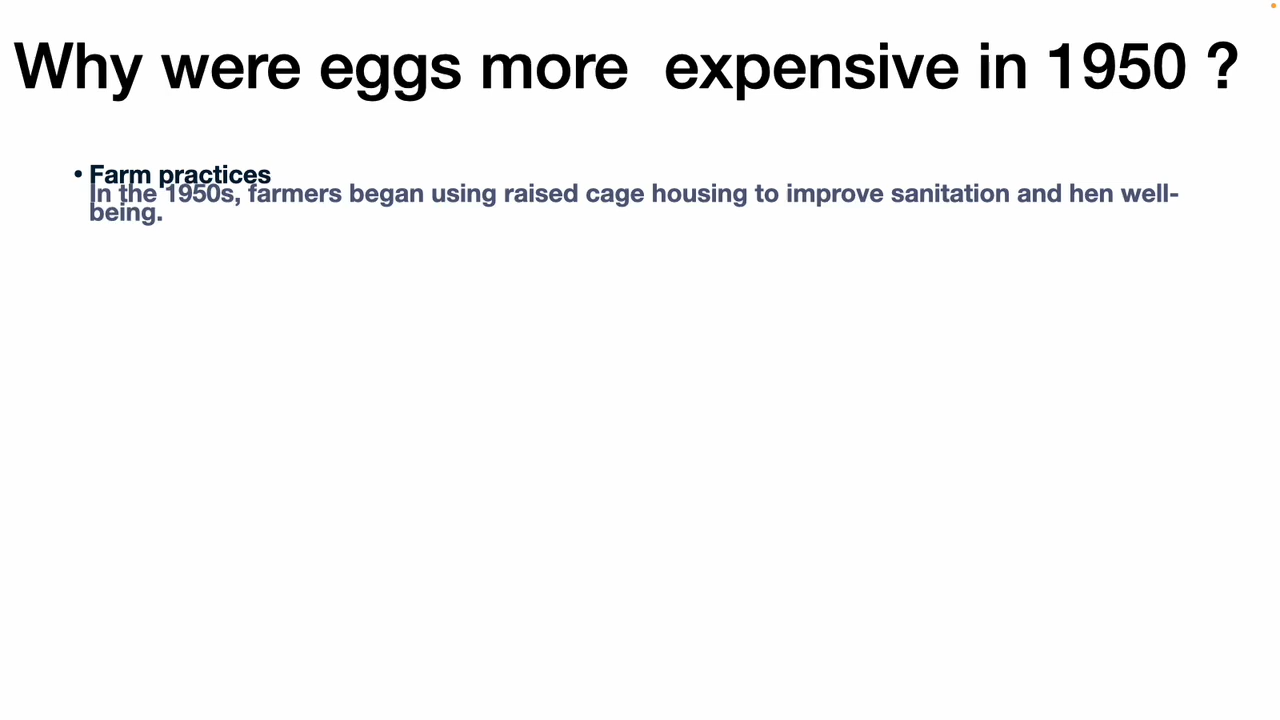 Why were eggs more  expensive in 1950 ?
• Farm practices
In the 1950s, farmers began using raised cage housing to improve sanitation and hen well-
being.